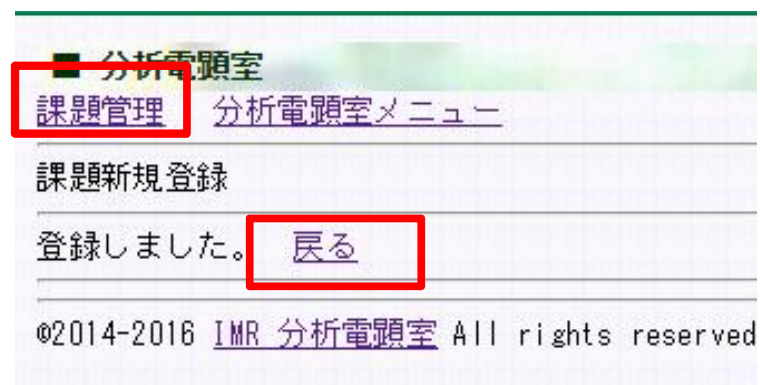 ■ 分析電顕室
課題管理 分析電顕室メニュー
課題新規登録
登録しました。 戻る
©2014-2016 IMR 分析電顕室 All rights reserved